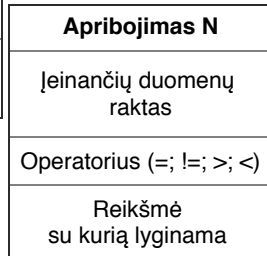 Apribojimas N
Įeinančių duomenų
raktas
Operatorius (=; !=; >; <)
Reikšmė
su kurią lyginama